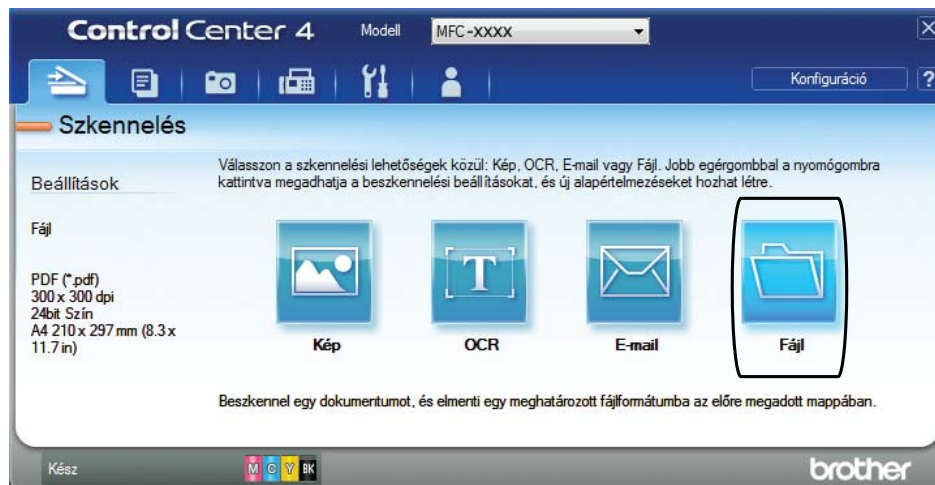 Control Center 4
Modell
MFC-XXXX
Konfiguráció
?
Szkennelés
Beállítások
Fájl
PDF (*.pdf)
300 x 300 dpi
24bit Szín
A4 210 x 297 mm (8.3 x
11.7 in)
Válasszon a szkennelési lehetőségek közül: Kép, OCR, E-mail vagy Fájl. Jobb egérgombbal a nyomógombra
kattintva megadhatja a beszkennelési beállításokat, és új alapértelmezéseket hozhat létre.
T
Kép
OCR
E-mail
Fájl
Beszkennel egy dokumentumot, és elmenti egy meghatározott fájlformátumba az előre megadott mappában.
Kész
M C Y BK
brother